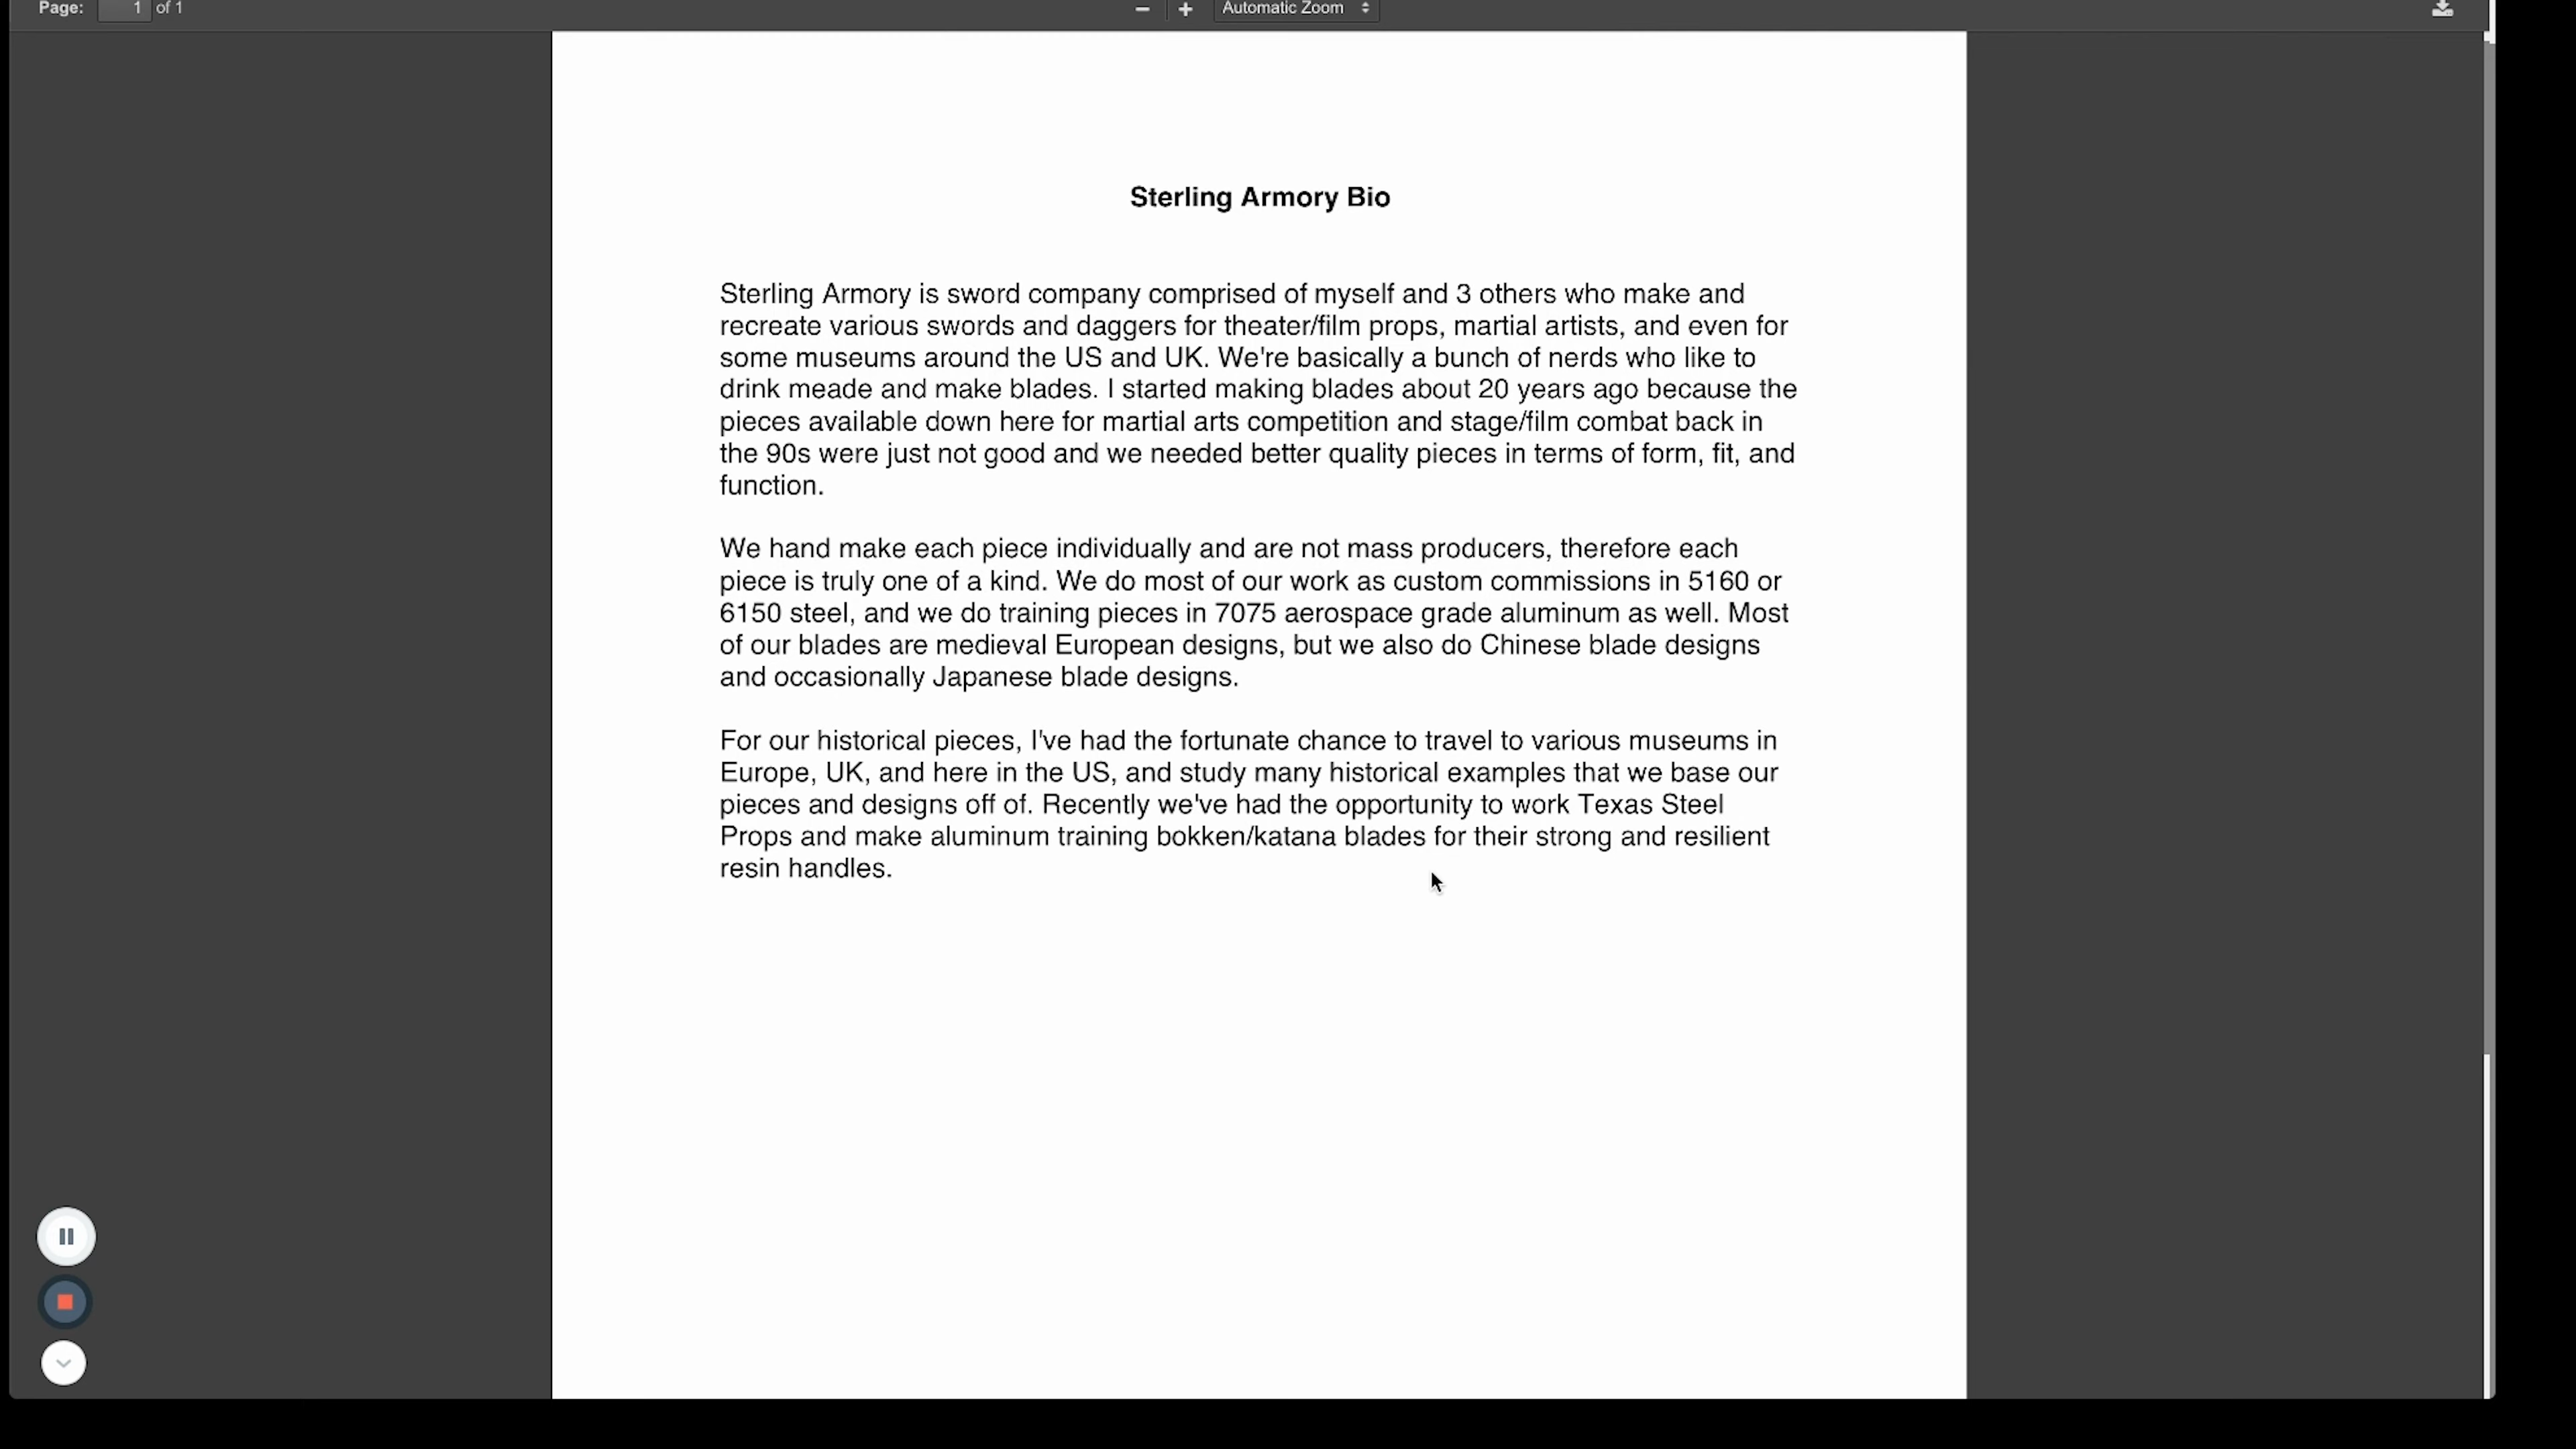 Page: 1 of 1 Automatic Zoom
Sterling Armory Bio
Sterling Armory is sword company comprised of myself and 3 others who make and
recreate various swords and daggers for theater/film props, martial artists, and even for
some museums around the US and UK. We're basically a bunch of nerds who like to
drink meade and make blades. I started making blades about 20 years ago because the
pieces available down here for martial arts competition and stage/film combat back in
the 90s were just not good and we needed better quality pieces in terms of form, fit, and
function.
We hand make each piece individually and are not mass producers, therefore each
piece is truly one of a kind. We do most of our work as custom commissions in 5160 or
6150 steel, and we do training pieces in 7075 aerospace grade aluminum as well. Most
of our blades are medieval European designs, but we also do Chinese blade designs
and occasionally Japanese blade designs.
For our historical pieces, I've had the fortunate chance to travel to various museums in
Europe, UK, and here in the US, and study many historical examples that we base our
pieces and designs off of. Recently we've had the opportunity to work Texas Steel
Props and make aluminum training bokken/katana blades for their strong and resilient
resin handles.